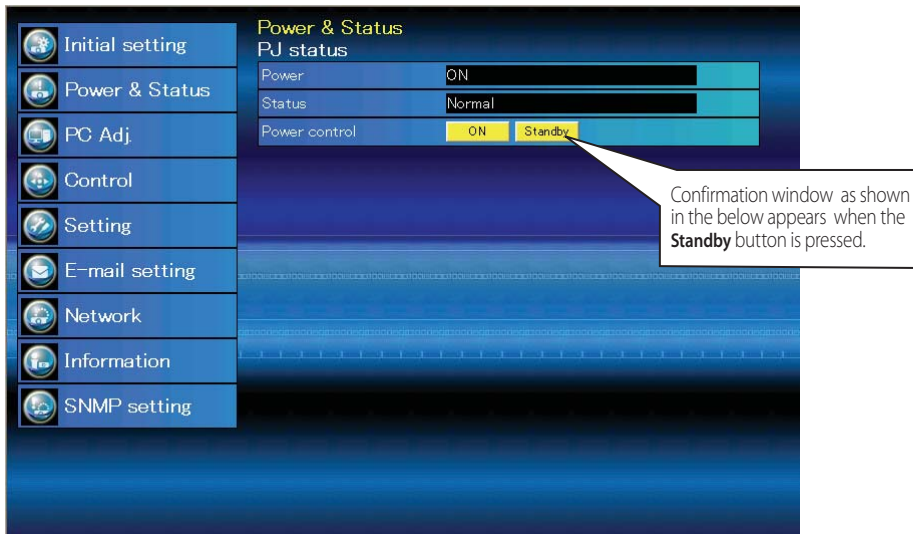 Initial setting
Power & Status
PC Adj.
Control
Setting
E-mail setting
Network
Information
SNMP setting
Power & Status
PJ status
Power ON
Status Normal
Power control ON Standby
Confirmation window as shown
in the below appears when the
Standby button is pressed.